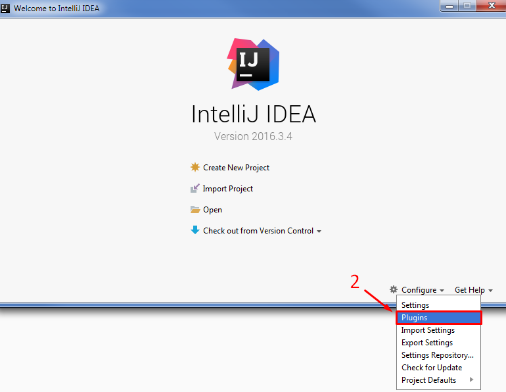 Welcome to IntelliJ IDEA
IJ
IntelliJ IDEA
Version 2016.3.4
Create New Project
Import Project
Open
Check out from Version Control
2
Configure Get Help
Settings
Plugins
Import Settings
Export Settings
Settings Repository...
Check for Update
Project Defaults